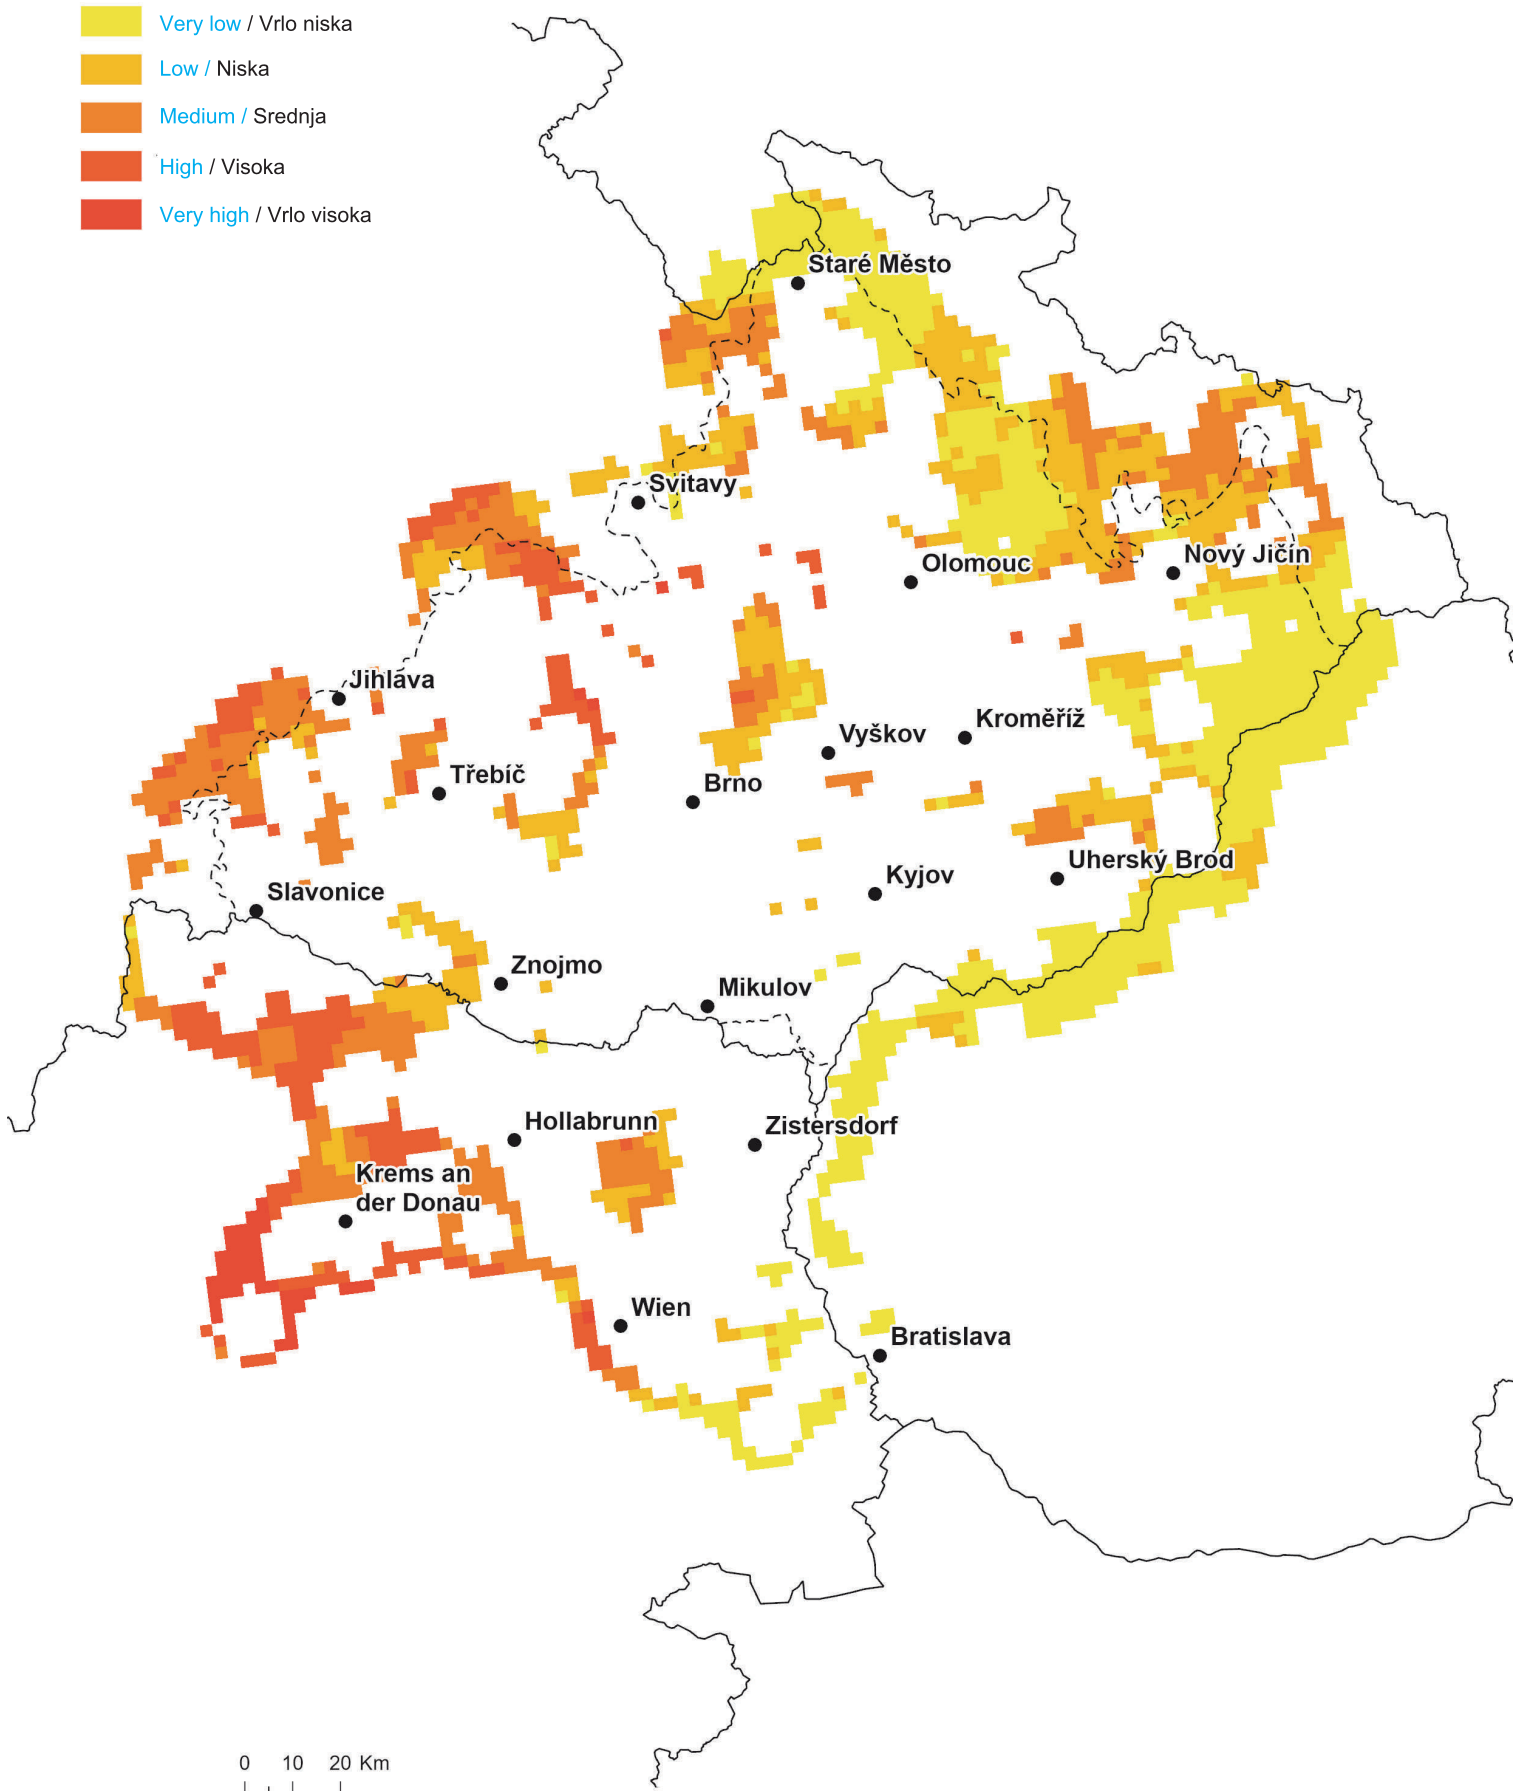 Very low / Vrlo niska
Low / Niska
Medium / Srednja
High / Visoka
Very high / Vrlo visoka
Staré Město
Svitavy
Olomouc
Nový Jičín
Jihlava
Kroměříž
Vyškov
Třebíč
Brno
Uherský Brod
Kyjov
Slavonice
Znojmo
Mikulov
Hollabrunn
Zistersdorf
Krems an
der Donau
Wien
Bratislava
0 10 20 Km